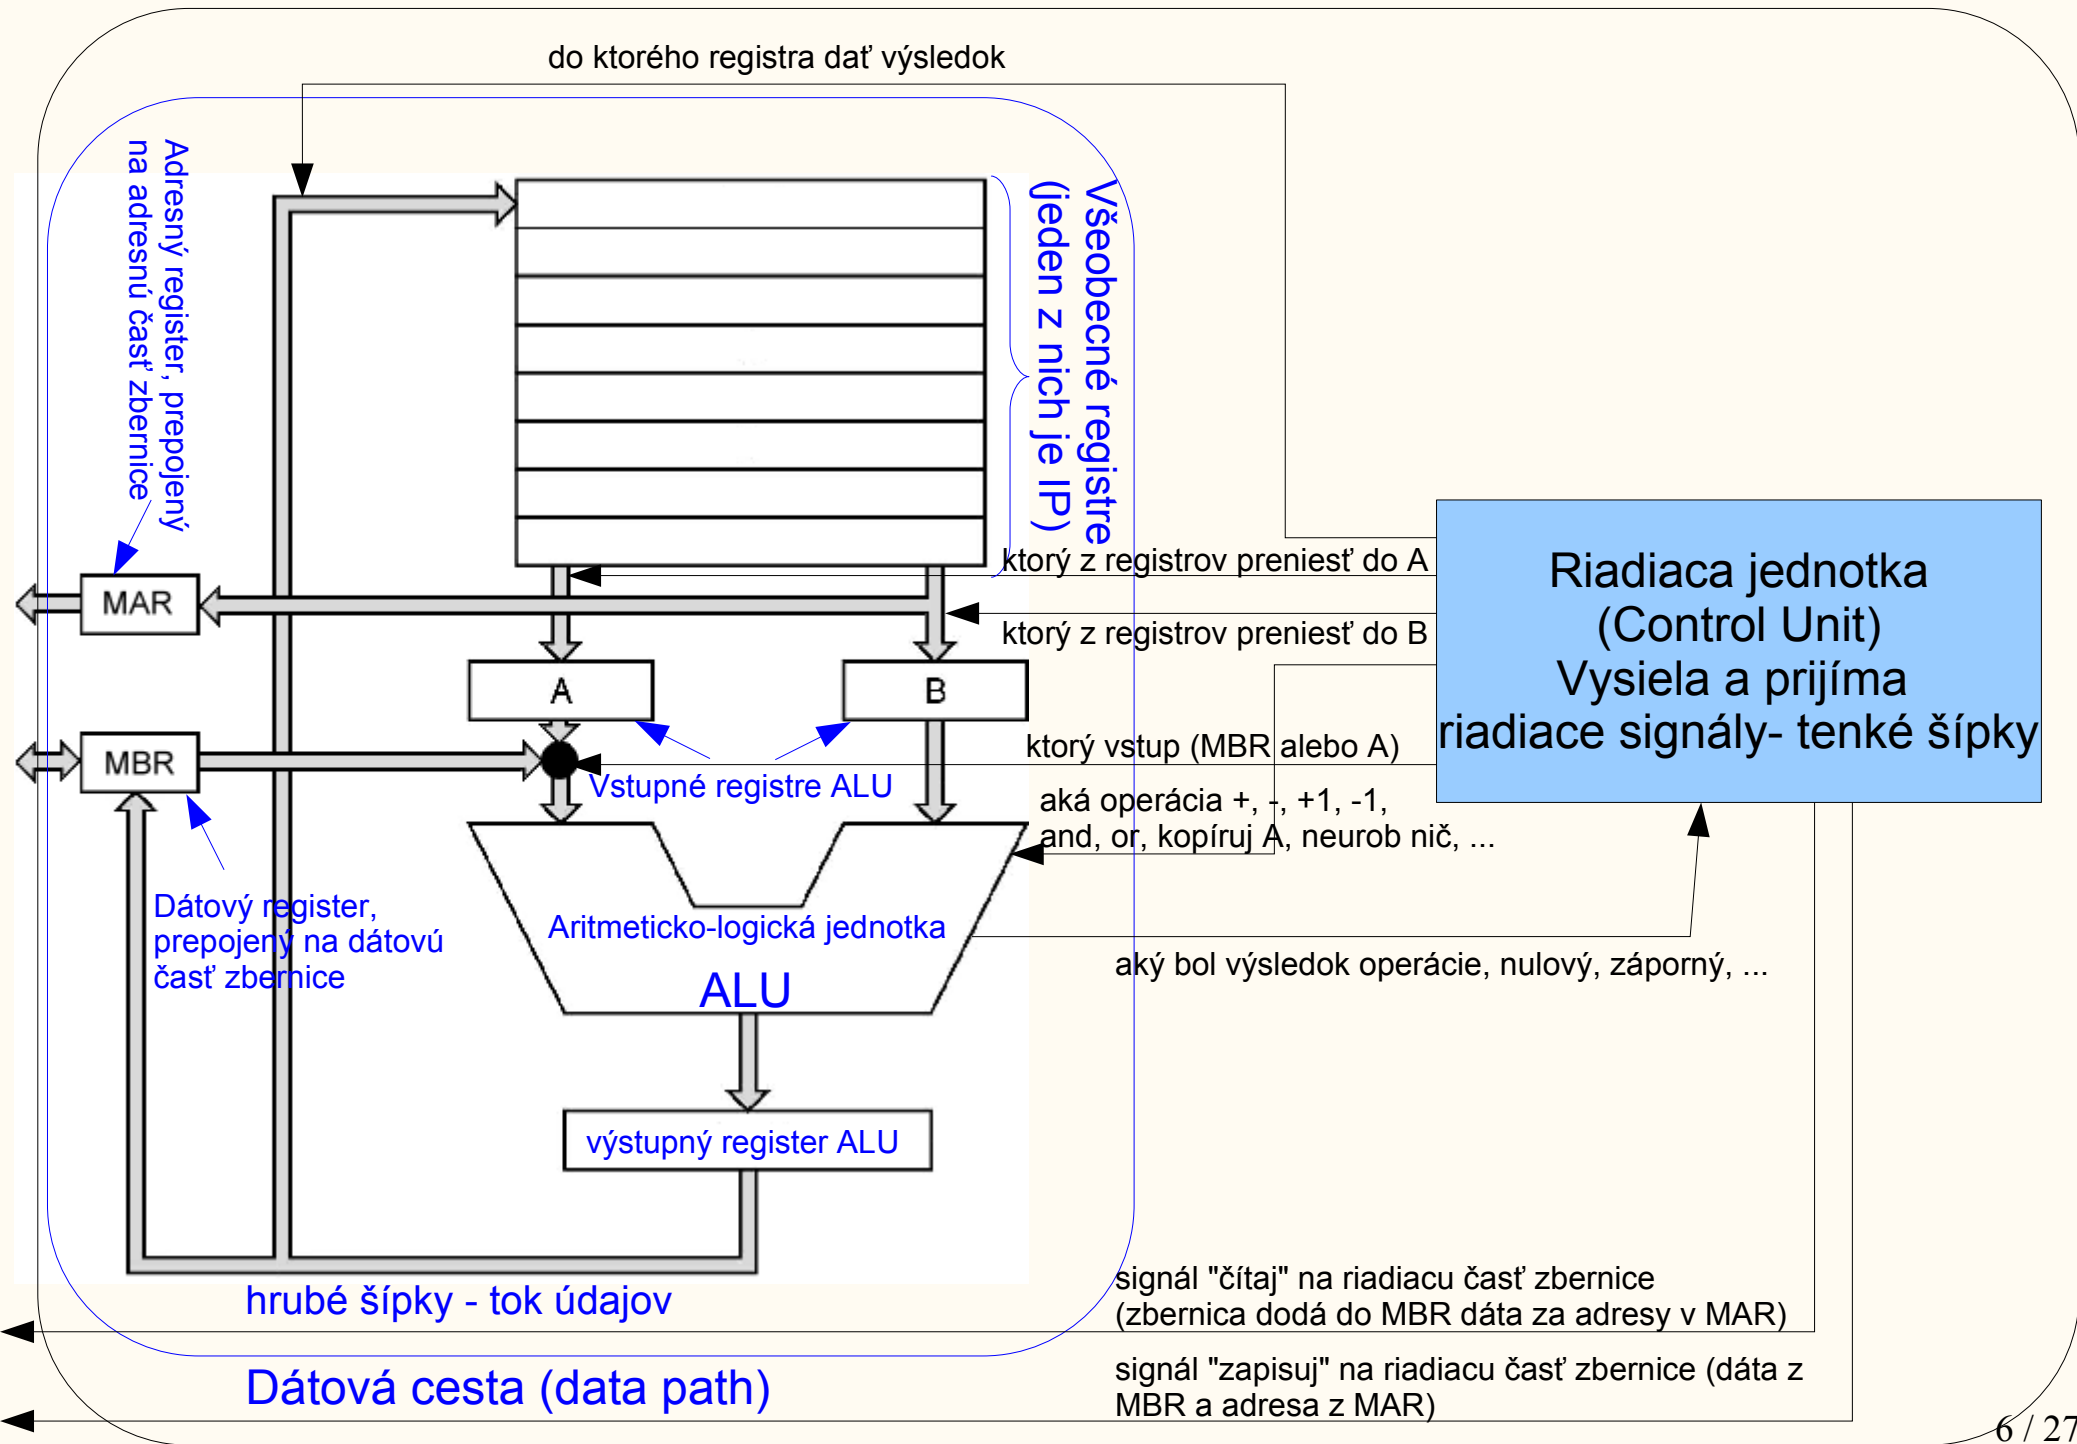 do ktorého registra dať výsledok
Adresný register, prepojený
na adresnú časť zbernice
Všeobecné registre
(jeden z nich je IP)
ktorý z registrov preniesť do A
MAR
ktorý z registrov preniesť do B
Riadiaca jednotka
(Control Unit)
Vysiela a prijíma
riadiace signály- tenké šípky
A
B
MBR
ktorý vstup (MBR alebo A)
Vstupné registre ALU
aká operácia +, -, +1, -1,
and, or, kopíruj A, neurob nič, ...
Dátový register,
prepojený na dátovú
časť zbernice
Aritmeticko-logická jednotka
ALU
aký bol výsledok operácie, nulový, záporný, ...
výstupný register ALU
hrubé šípky - tok údajov
signál "čítaj" na riadiacu časť zbernice
(zbernica dodá do MBR dáta za adresy v MAR)
Dátová cesta (data path)
signál "zapisuj" na riadiacu časť zbernice (dáta z
MBR a adresa z MAR)
6 / 27